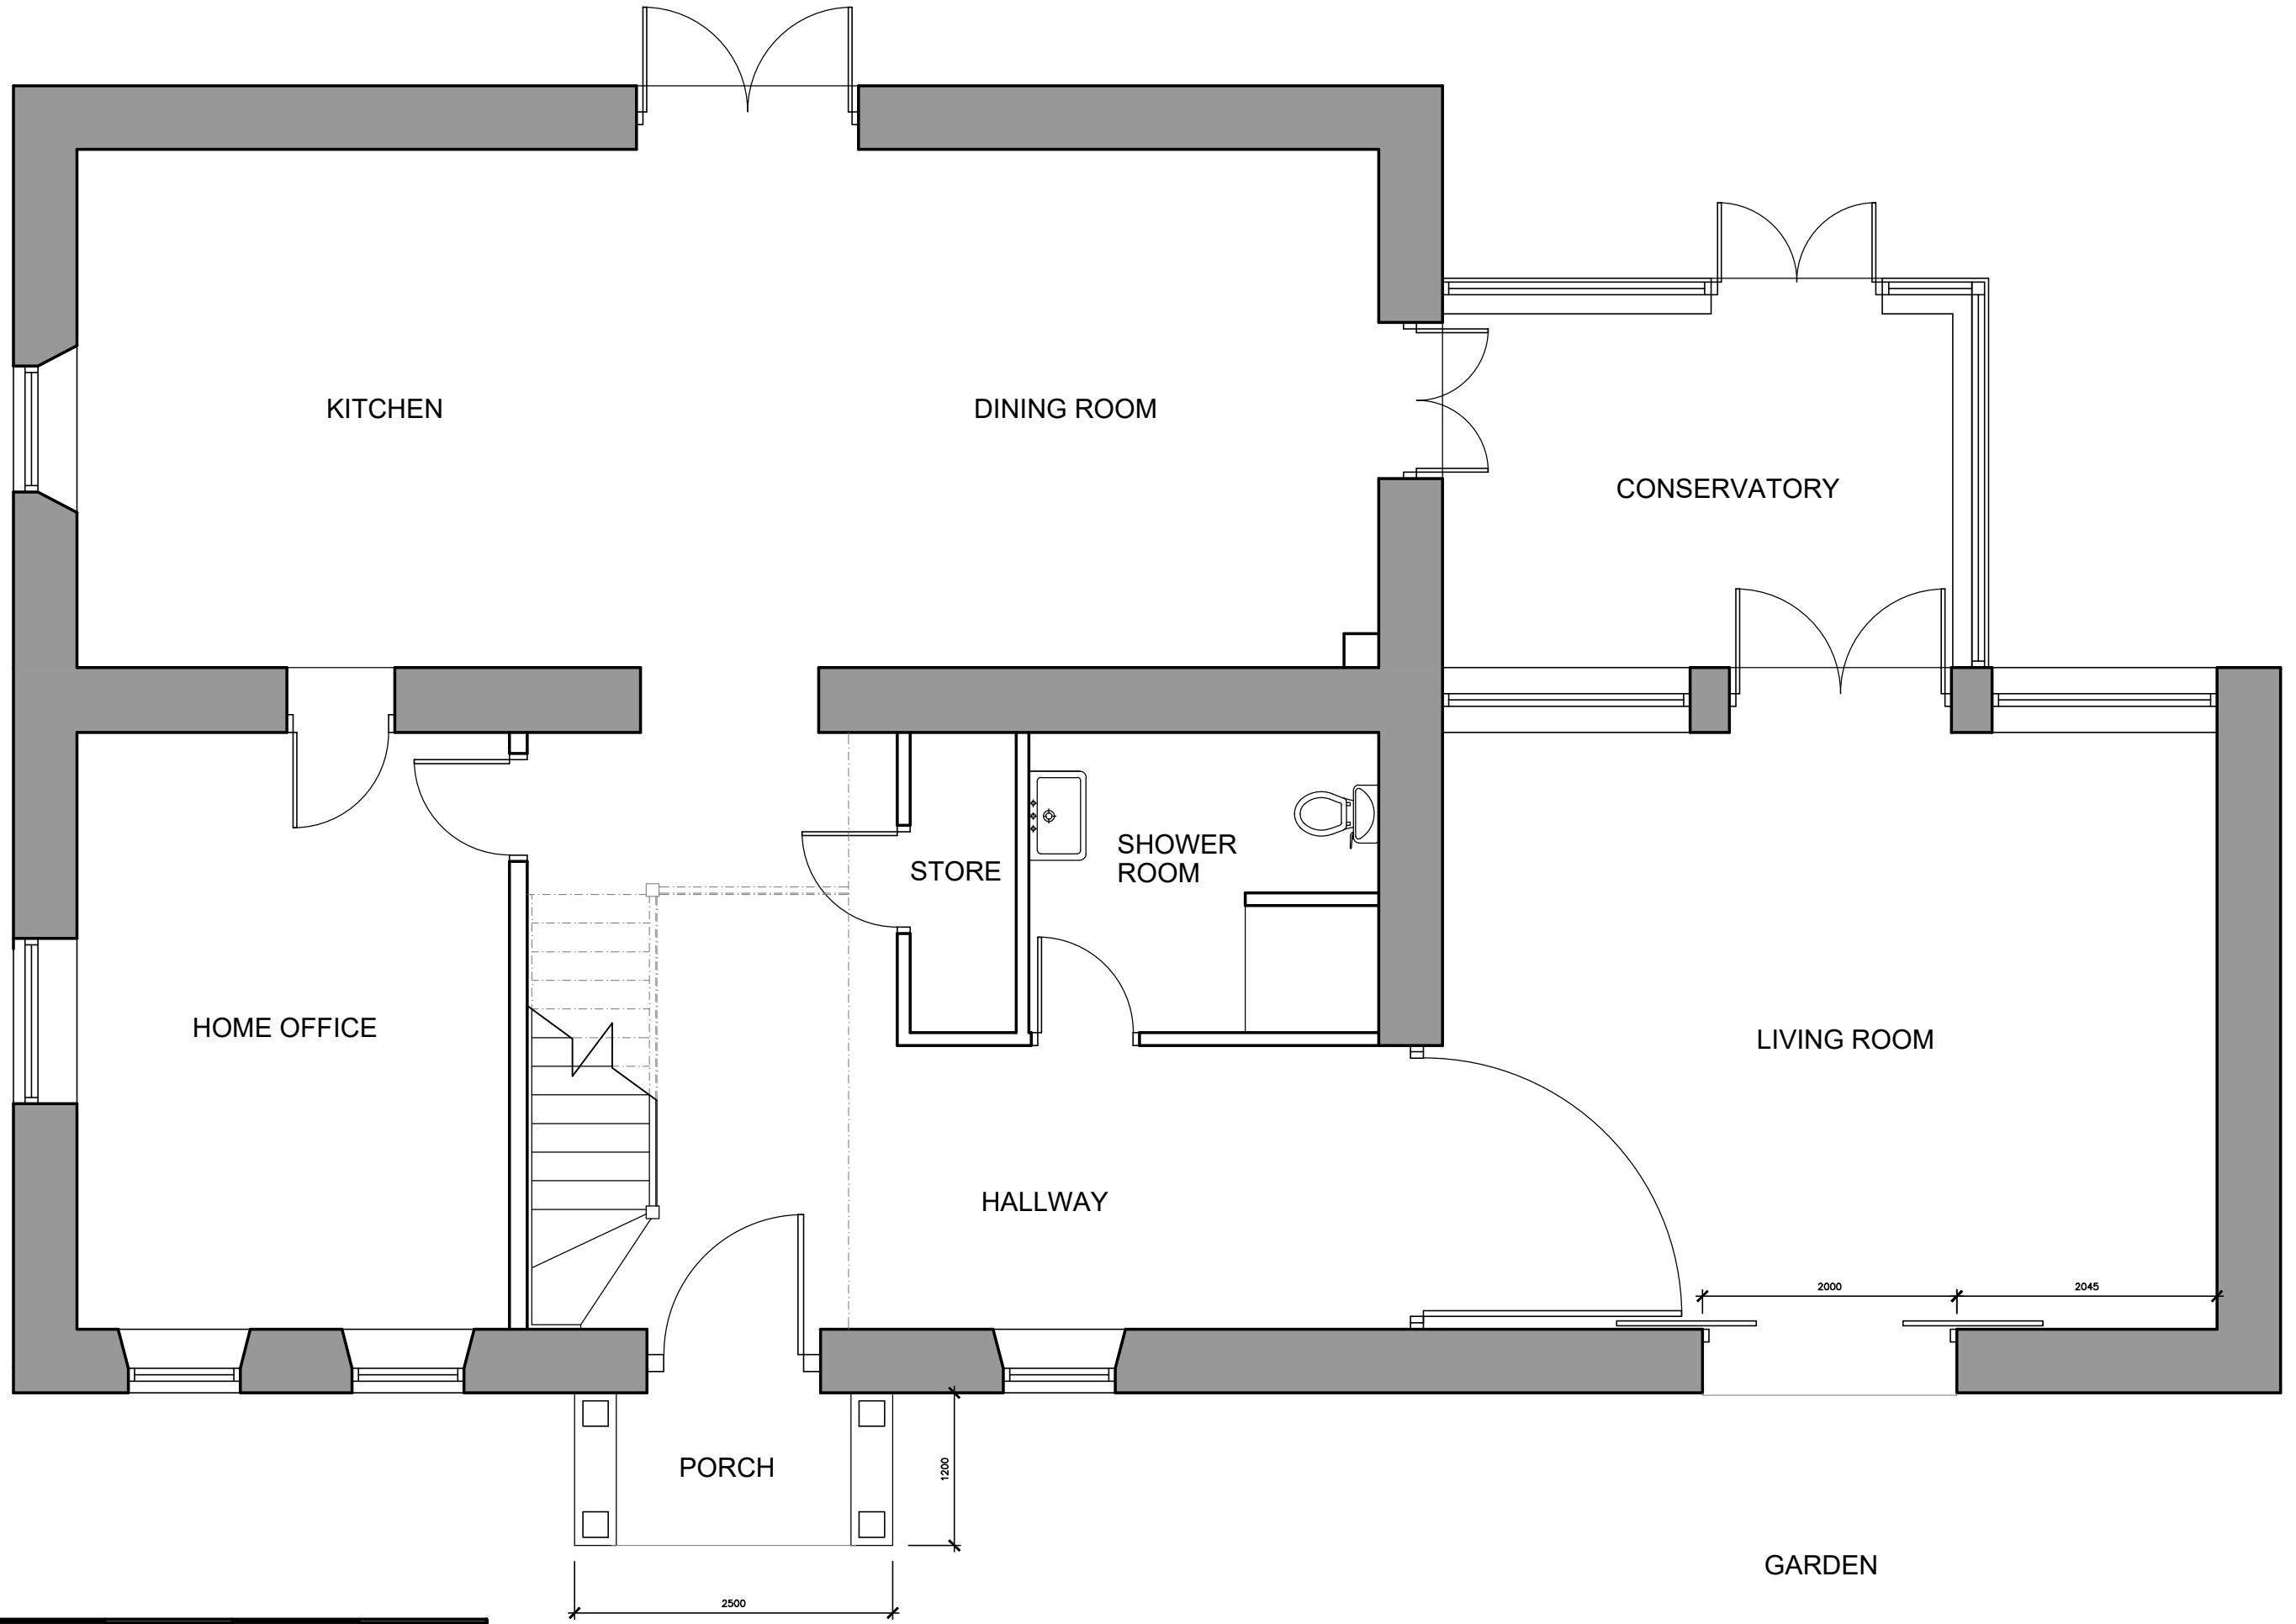 KITCHEN
DINING ROOM
CONSERVATORY
STORE
SHOWER
ROOM
HOME OFFICE
LIVING ROOM
HALLWAY
2000
2045
PORCH
1200
GARDEN
2500